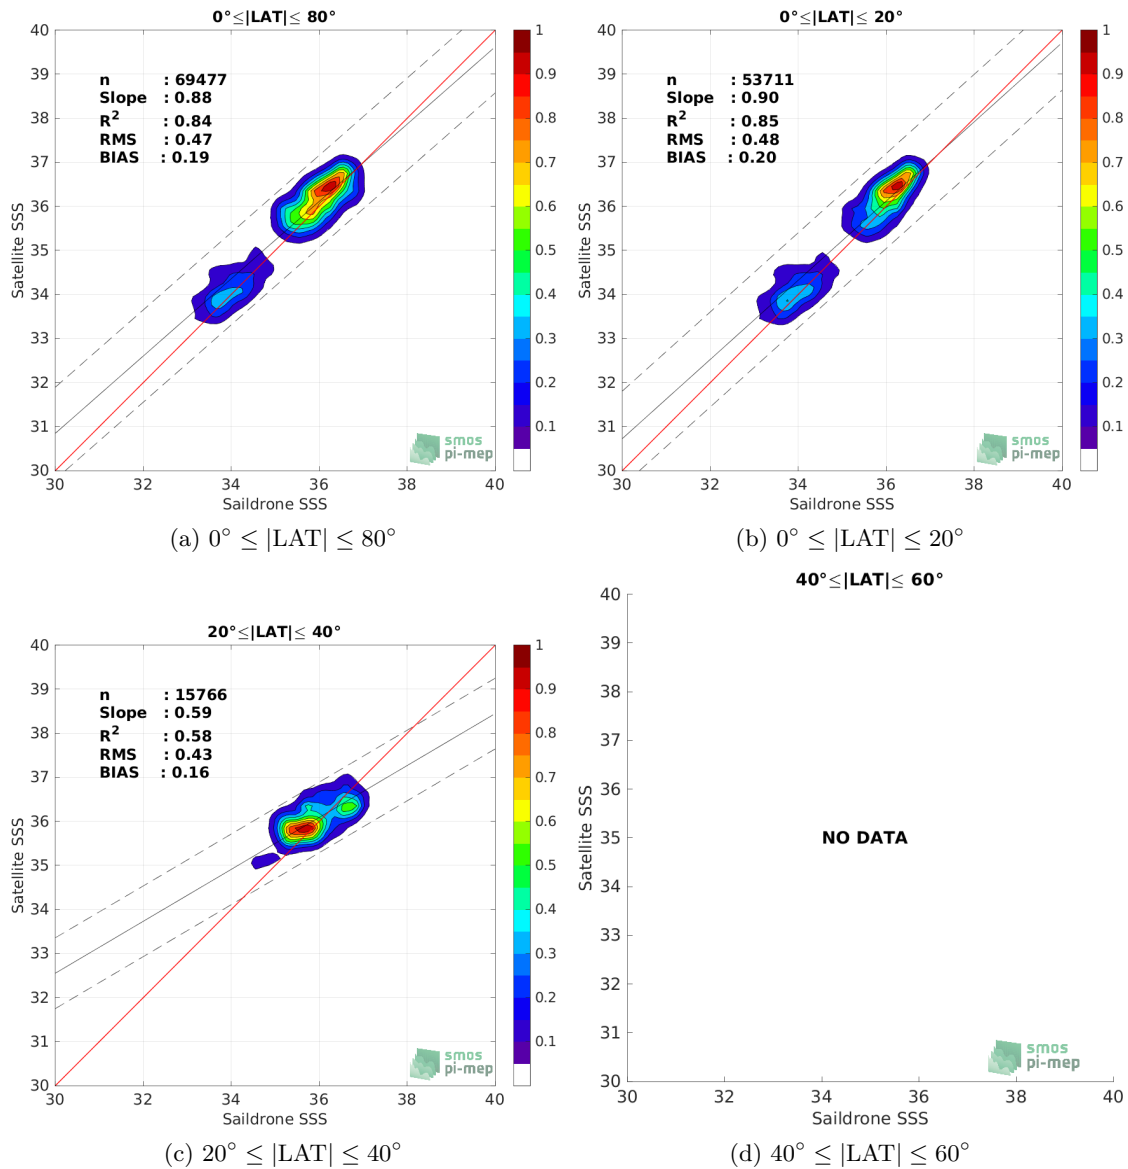 0°≤|LAT|≤ 80°
40
39
38
37
36
35
34
33
32
31
30
Satellite SSS
n : 69477
Slope : 0.88
R² : 0.84
RMS : 0.47
BIAS : 0.19
smos
pi-mep
1
0.9
0.8
0.7
0.6
0.5
0.4
0.3
0.2
0.1
30 32 34 36 38 40
Saildrone SSS
(a) 0° ≤ |LAT| ≤ 80°
0°≤|LAT|≤ 20°
40
39
38
37
36
35
34
33
32
31
30
Satellite SSS
n : 53711
Slope : 0.90
R² : 0.85
RMS : 0.48
BIAS : 0.20
smos
pi-mep
1
0.9
0.8
0.7
0.6
0.5
0.4
0.3
0.2
0.1
30 32 34 36 38 40
Saildrone SSS
(b) 0° ≤ |LAT| ≤ 20°
20°≤|LAT|≤ 40°
40
39
38
37
36
35
34
33
32
31
30
Satellite SSS
n : 15766
Slope : 0.59
R² : 0.58
RMS : 0.43
BIAS : 0.16
smos
pi-mep
1
0.9
0.8
0.7
0.6
0.5
0.4
0.3
0.2
0.1
30 32 34 36 38 40
Saildrone SSS
(c) 20° ≤ |LAT| ≤ 40°
40°≤|LAT|≤ 60°
40
39
38
37
36
35
34
33
32
31
30
Satellite SSS
NO DATA
smos
pi-mep
30 32 34 36 38 40
Saildrone SSS
(d) 40° ≤ |LAT| ≤ 60°